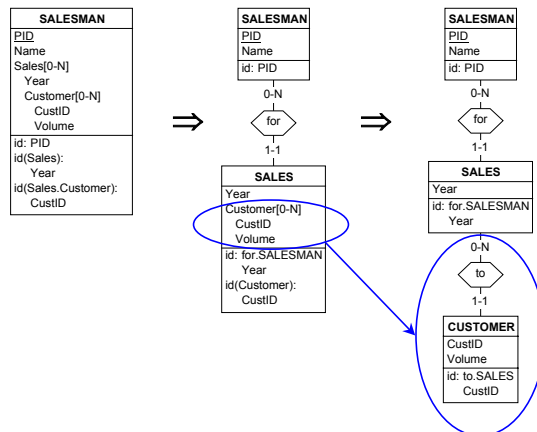 SALESMAN
PID
Name
Sales[0-N]
Year
Customer[0-N]
CustID
Volume
id: PID
id(Sales):
Year
id(Sales.Customer):
CustID
⇒
SALESMAN
PID
Name
id: PID
0-N
for
1-1
SALES
Year
Customer[0-N]
CustID
Volume
id: for.SALESMAN
Year
id(Customer):
CustID
⇒
SALESMAN
PID
Name
id: PID
0-N
for
1-1
SALES
Year
id: for.SALESMAN
Year
0-N
to
1-1
CUSTOMER
CustID
Volume
id: to.SALES
CustID